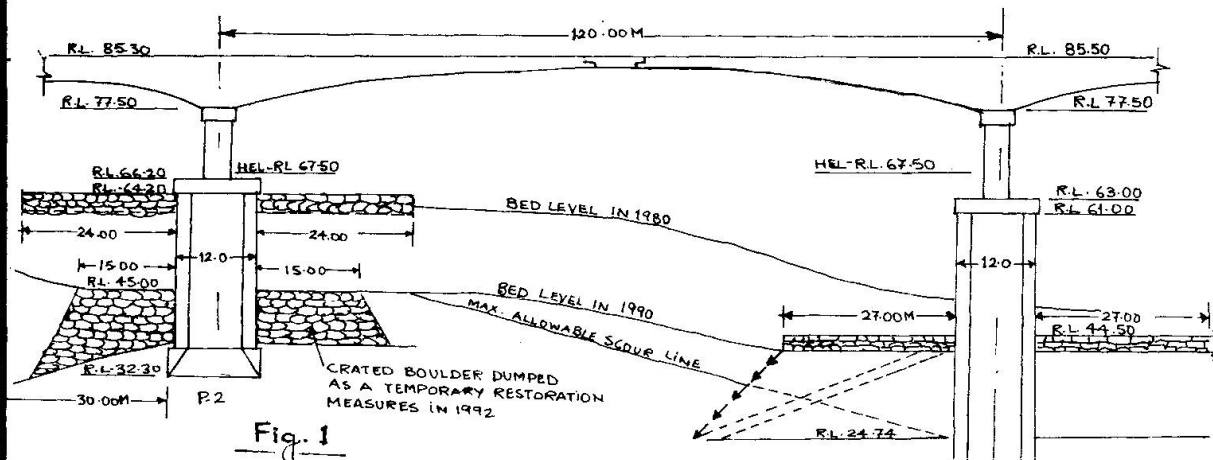 120.00M
R.L. 85.30
R.L. 85.50
R.L. 77.50
R.L 77.50
R.L. 66.20
HEL-RL 67.50
HEL-R.L. 67.50
RL. 64.20
R.L. 63.00
R.L 61.00
BED LEVEL IN 1980
24.00
24.00
12.0
12.0
15.00
15.00
R.L. 45.00
BED LEVEL IN 1990
MAX. ALLOWABLE SCOUR LINE
27.00M
27.00
R.L. 44.50
R.L. 32.30
CRATED BOULDER DUMPED
AS A TEMPORARY RESTORATION
MEASURES IN 1992
30.00M
P.2
R.L. 24.74
Fig. 1